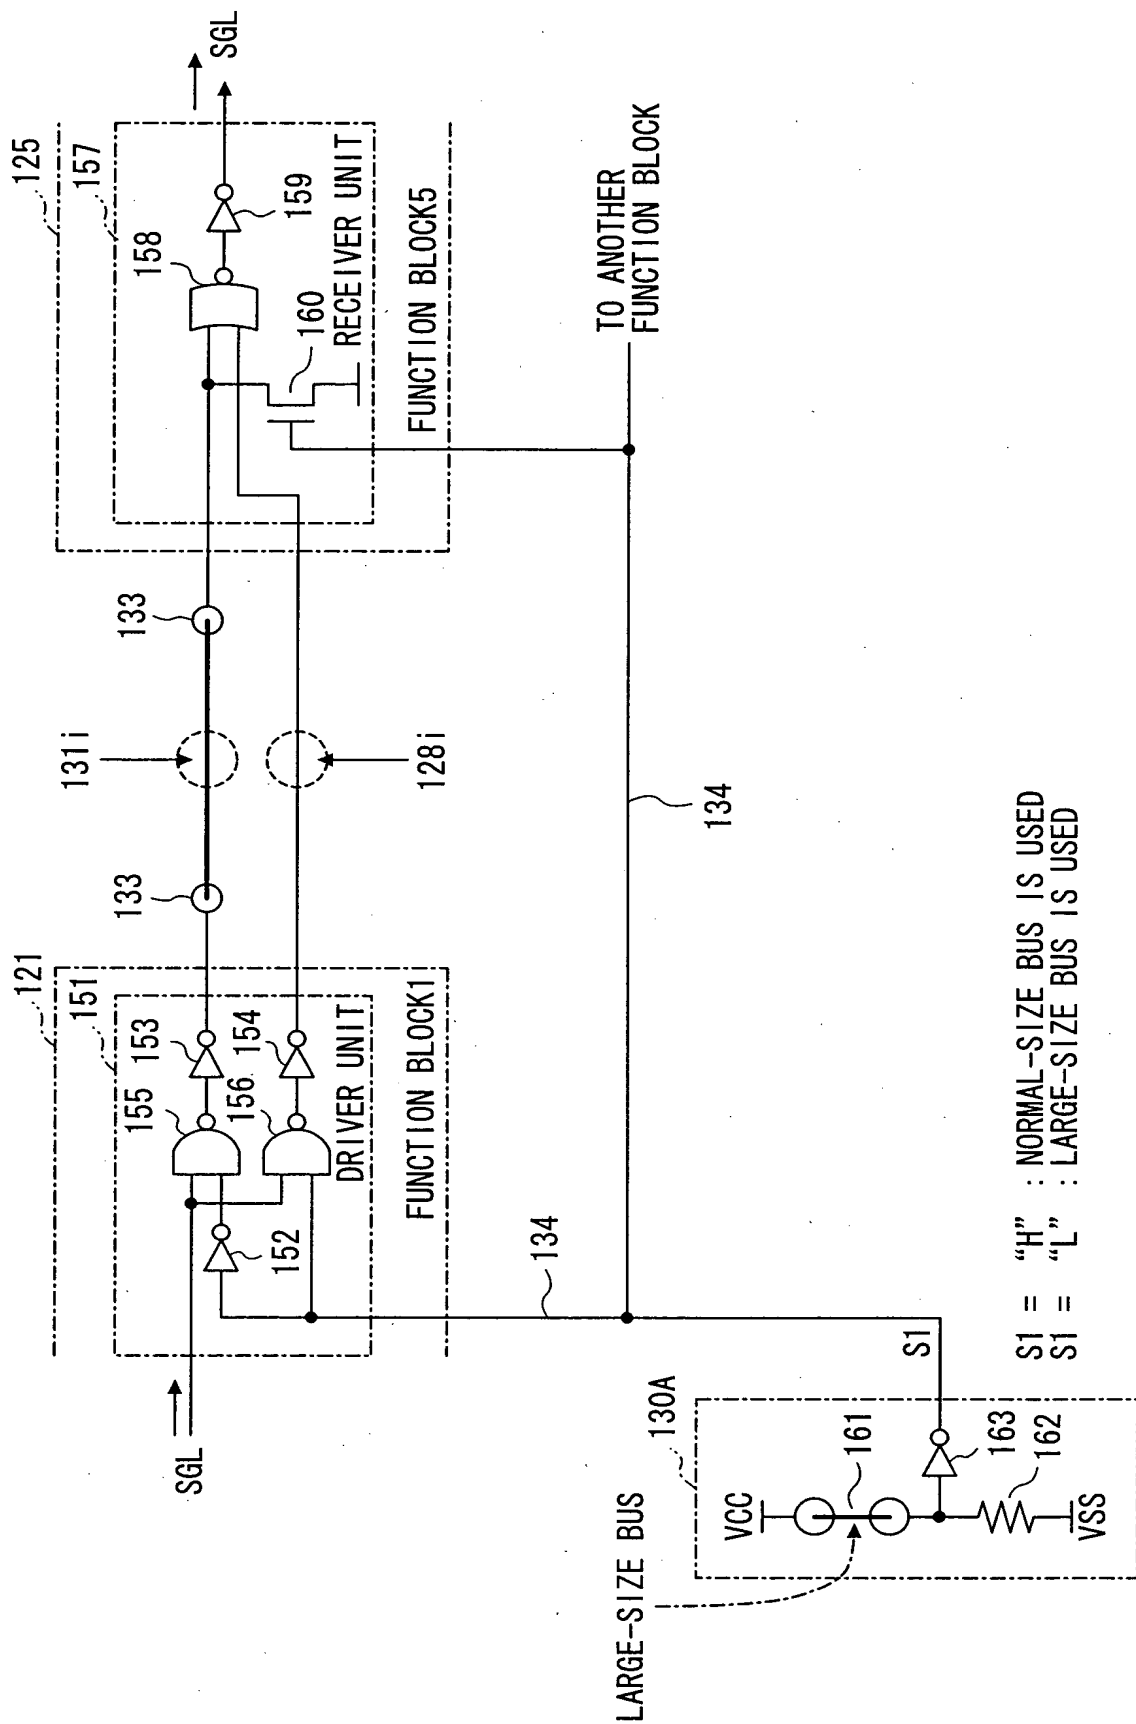 125
157
SGL
158
159
160
RECEIVER UNIT
FUNCTION BLOCK5
133
131i
128i
133
TO ANOTHER
FUNCTION BLOCK
134
121
151
153
155
154
156
DRIVER UNIT
FUNCTION BLOCK1
152
SGL
134
S1
130A
VCC
161
163
162
VSS
LARGE-SIZE BUS
S1 = “H” : NORMAL-SIZE BUS IS USED
S1 = “L” : LARGE-SIZE BUS IS USED